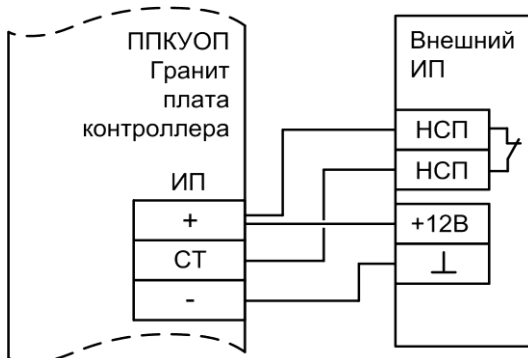 ППКУОП
Гранит
плата
контроллера
ИП
+
СТ
-
Внешний
ИП
НСП
НСП
+12В
⊥